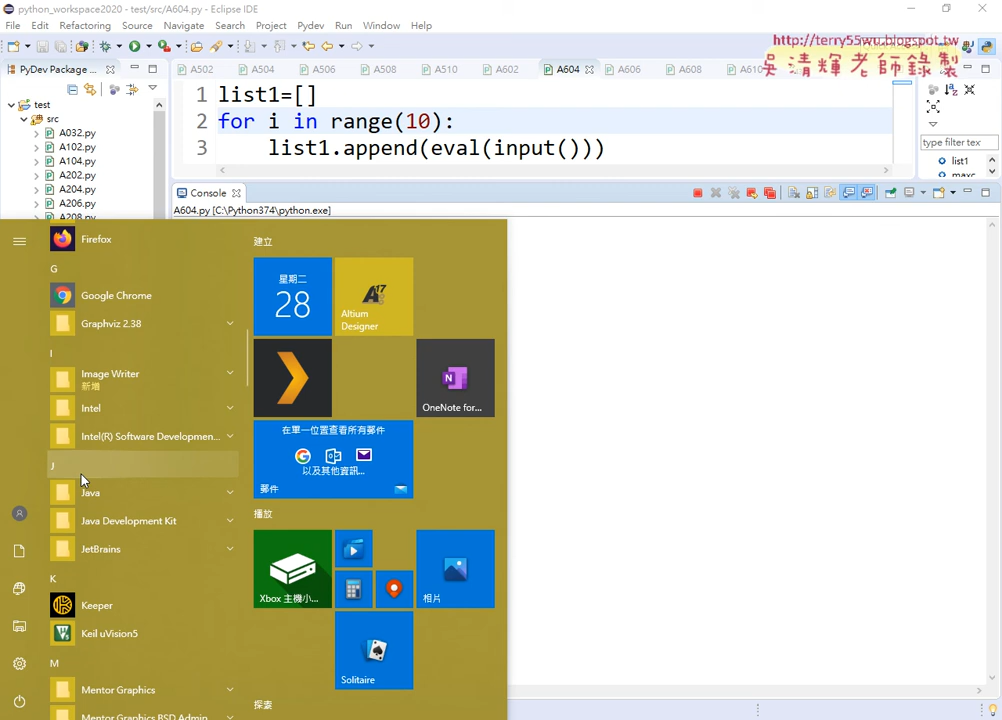 python_workspace2020 - test/src/A604.py - Eclipse IDE
File Edit Refactoring Source Navigate Search Project Pydev Run Window Help
http://terry55wu.blogspot.tw
吳清輝老師錄製
PyDev Package ...
A502 A504 A506 A508 A510 A602 A604 A606 A608 A610
test
src
A032.py
A102.py
A104.py
A202.py
A204.py
A206.py
A208.py
1 list1=[]
2 for i in range(10):
3 list1.append(eval(input()))
type filter tex
list1
maxc
Console
A604.py [C:\Python374\python.exe]
Firefox
G
Google Chrome
Graphviz 2.38
I
Image Writer
新增
Intel
Intel(R) Software Developmen...
J
Java
Java Development Kit
JetBrains
K
Keeper
Keil uVision5
M
Mentor Graphics
Mentor Graphics BSD Admin
建立
星期二
28
Altium
Designer
OneNote for...
在單一位置查看所有郵件
以及其他資訊...
郵件
播放
Xbox 主機小...
相片
Solitaire
探索